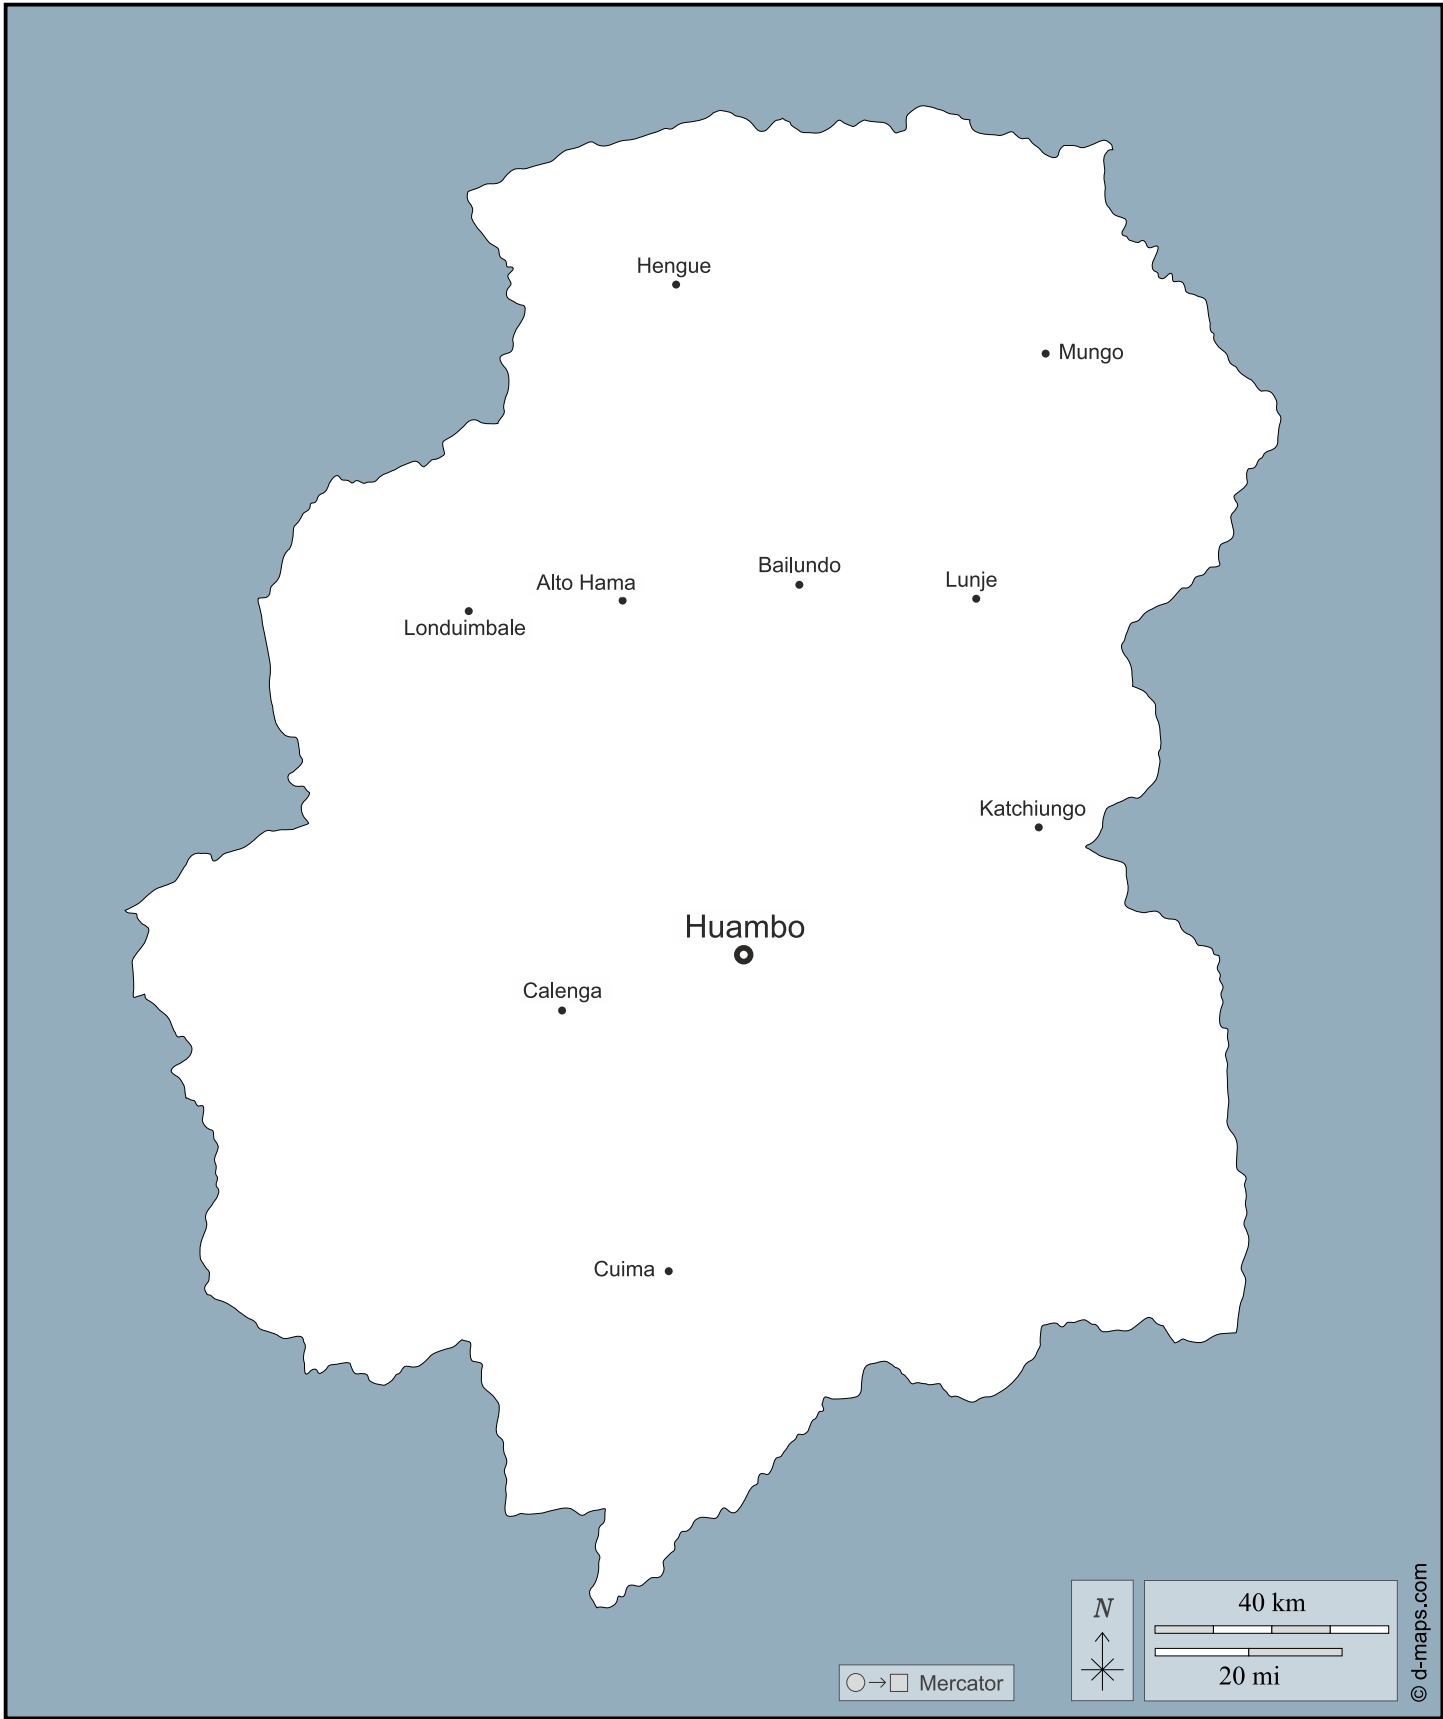 Hengue
Mungo
Bailundo
Lunje
Alto Hama
Londuimbale
Katchiungo
Huambo
Calenga
Cuima
N
40 km
20 mi
Mercator
© d-maps.com